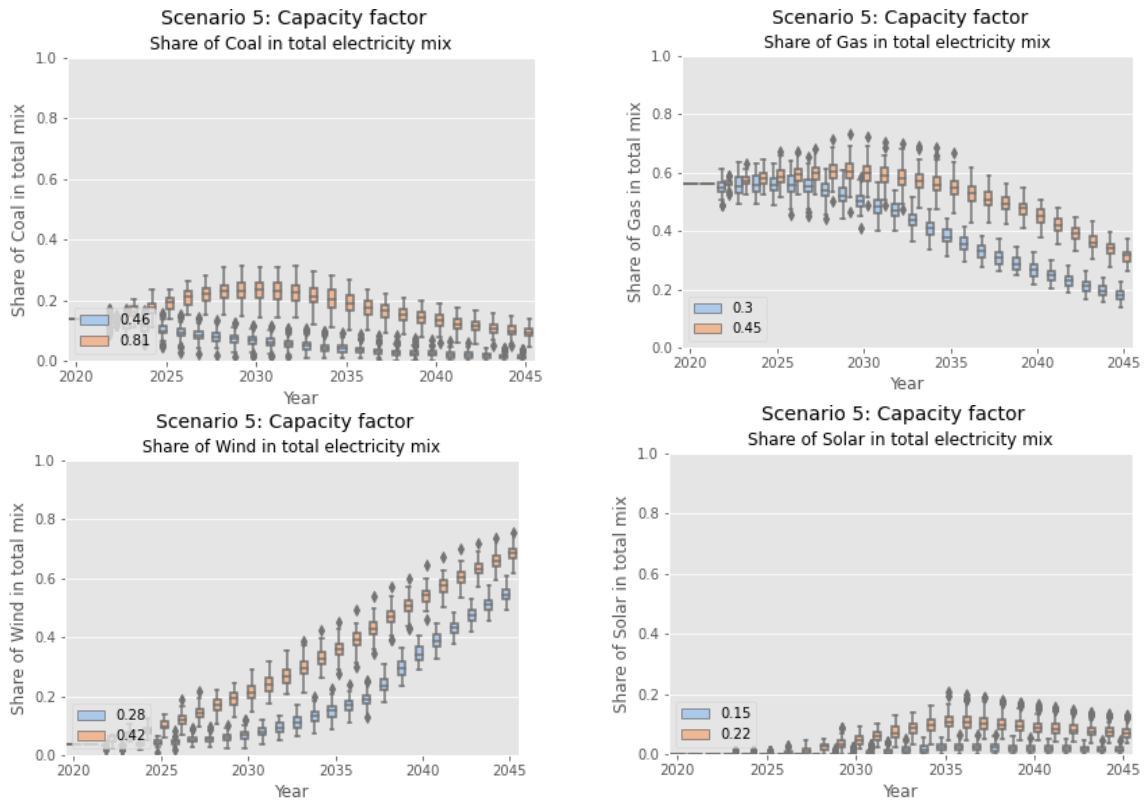 Scenario 5: Capacity factor
Share of Coal in total electricity mix
1.0
0.8
0.6
0.4
0.2
0.0
Share of Coal in total mix
0.46
0.81
2020 2025 2030 2035 2040 2045
Year
Scenario 5: Capacity factor
Share of Gas in total electricity mix
1.0
0.8
0.6
0.4
0.2
0.0
Share of Gas in total mix
0.3
0.45
2020 2025 2030 2035 2040 2045
Year
Scenario 5: Capacity factor
Share of Wind in total electricity mix
1.0
0.8
0.6
0.4
0.2
0.0
Share of Wind in total mix
0.28
0.42
2020 2025 2030 2035 2040 2045
Year
Scenario 5: Capacity factor
Share of Solar in total electricity mix
1.0
0.8
0.6
0.4
0.2
0.0
Share of Solar in total mix
0.15
0.22
2020 2025 2030 2035 2040 2045
Year